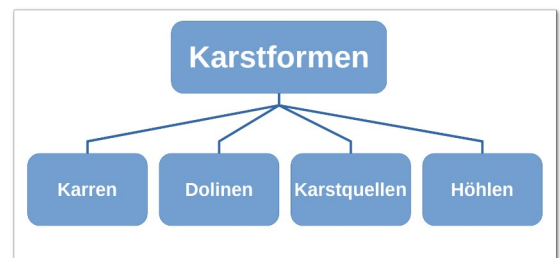 Karstformen
Karren
Dolinen
Karstquellen
Höhlen